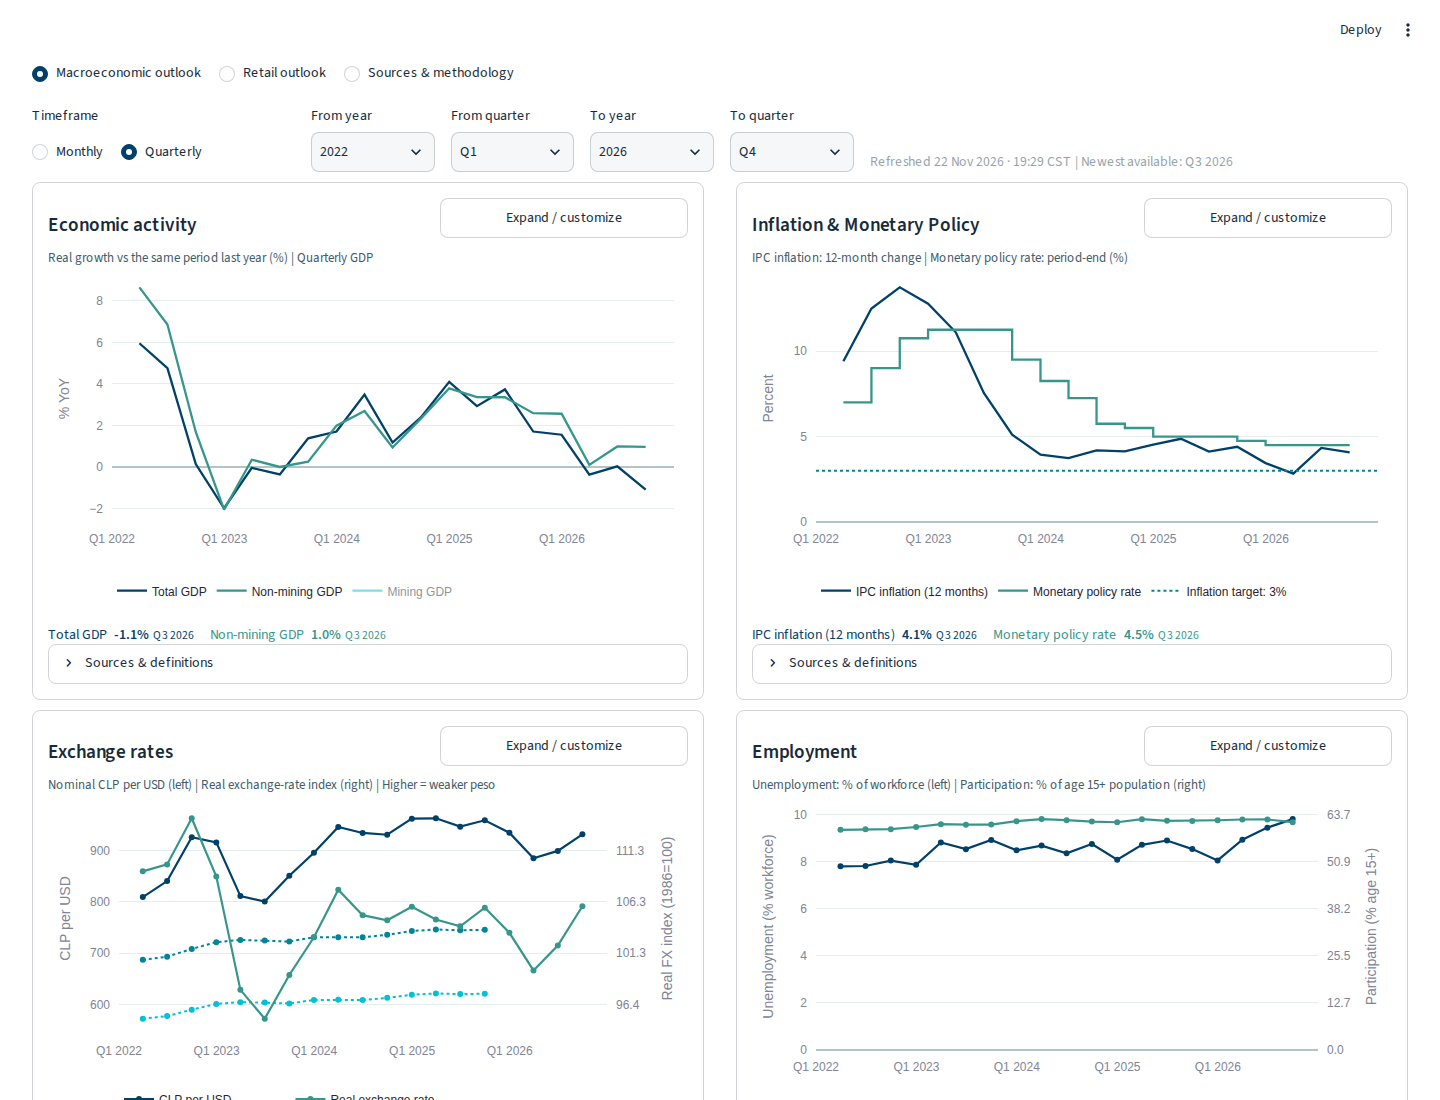 Deploy
Macroeconomic outlook Retail outlook Sources & methodology
Timeframe From year From quarter To year To quarter
Monthly Quarterly 2022 Q1 2026 Q4 Refreshed 22 Nov 2026 · 19:29 CST | Newest available: Q3 2026
Economic activity Expand / customize
Real growth vs the same period last year (%) | Quarterly GDP
% YoY
8
6
4
2
0
−2
Q1 2022 Q1 2023 Q1 2024 Q1 2025 Q1 2026
Total GDP Non-mining GDP Mining GDP
Total GDP -1.1% Q3 2026 Non-mining GDP 1.0% Q3 2026
Sources & definitions
Inflation & Monetary Policy Expand / customize
IPC inflation: 12-month change | Monetary policy rate: period-end (%)
Percent
10
5
0
Q1 2022 Q1 2023 Q1 2024 Q1 2025 Q1 2026
IPC inflation (12 months) Monetary policy rate Inflation target: 3%
IPC inflation (12 months) 4.1% Q3 2026 Monetary policy rate 4.5% Q3 2026
Sources & definitions
Exchange rates Expand / customize
Nominal CLP per USD (left) | Real exchange-rate index (right) | Higher = weaker peso
CLP per USD
900 111.3
800 106.3
700 101.3
600 96.4
Real FX index (1986=100)
Q1 2022 Q1 2023 Q1 2024 Q1 2025 Q1 2026
CLP per USD Real exchange rate
Employment Expand / customize
Unemployment: % of workforce (left) | Participation: % of age 15+ population (right)
Unemployment (% workforce)
10 63.7
8 50.9
6 38.2
4 25.5
2 12.7
0 0.0
Participation (% age 15+)
Q1 2022 Q1 2023 Q1 2024 Q1 2025 Q1 2026